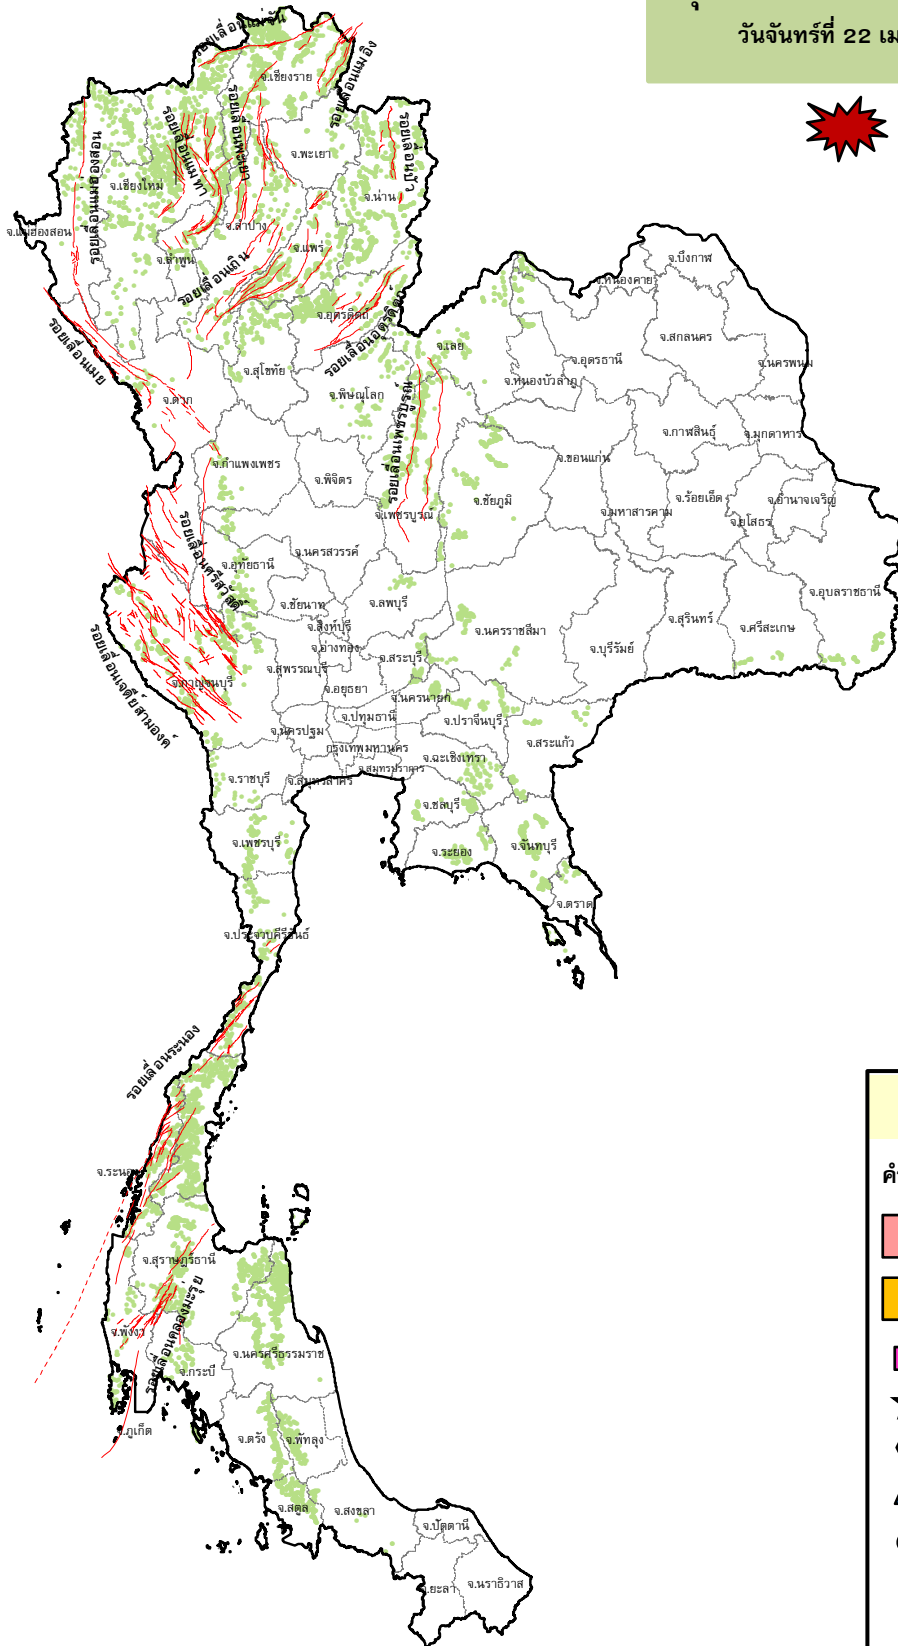 วันจันทร์ที่ 22 เม
รอยเลื่อนแม่จัน
จ.เชียงราย
รอยเลื่อนแม่อิง
รอยเลื่อนแม่ฮ่องสอน
รอยเลื่อนแม่ทา
รอยเลื่อนพะเยา
จ.พะเยา
รอยเลื่อนปัว
จ.เชียงใหม่
จ.น่าน
จ.แม่ฮ่องสอน
จ.ลำปาง
จ.แพร่
จ.ลำพูน
รอยเลื่อนเถิน
จ.บึงกาฬ
จ.หนองคาย
จ.อุตรดิตถ์
รอยเลื่อนอุตรดิตถ์
รอยเลื่อนเมย
จ.เลย
จ.สกลนคร
จ.อุดรธานี
จ.นครพนม
จ.สุโขทัย
จ.หนองบัวลำภู
จ.ตาก
จ.พิษณุโลก
รอยเลื่อนเพชรบูรณ์
จ.กาฬสินธุ์
จ.มุกดาหาร
จ.กำแพงเพชร
จ.พิจิตร
จ.ขอนแก่น
จ.ชัยภูมิ
จ.ร้อยเอ็ด
จ.อำนาจเจริญ
จ.เพชรบูรณ์
จ.มหาสารคาม
จ.ยโสธร
รอยเลื่อนศรีสวัสดิ์
จ.นครสวรรค์
จ.อุทัยธานี
จ.ชัยนาท
จ.ลพบุรี
จ.อุบลราชธานี
จ.สิงห์บุรี
จ.นครราชสีมา
จ.สุรินทร์
จ.ศรีสะเกษ
จ.อ่างทอง
จ.บุรีรัมย์
จ.สระบุรี
จ.สุพรรณบุรี
จ.กาญจนบุรี
รอยเลื่อนเจดีย์สามองค์
จ.อยุธยา
จ.นครนายก
จ.ปทุมธานี
จ.ปราจีนบุรี
จ.นครปฐม
จ.สระแก้ว
กรุงเทพมหานคร
จ.ฉะเชิงเทรา
จ.สมุทรปราการ
จ.ราชบุรี
จ.สมุทรสาคร
จ.ชลบุรี
จ.เพชรบุรี
จ.ระยอง
จ.จันทบุรี
จ.ตราด
จ.ประจวบคีรีขันธ์
รอยเลื่อนระนอง
จ.ระนอง
จ.สุราษฎร์ธานี
รอยเลื่อนคลองมะรุ่ย
จ.พังงา
จ.นครศรีธรรมราช
จ.กระบี่
จ.ภูเก็ต
จ.ตรัง
จ.พัทลุง
จ.สตูล
จ.สงขลา
จ.ปัตตานี
จ.ยะลา
จ.นราธิวาส